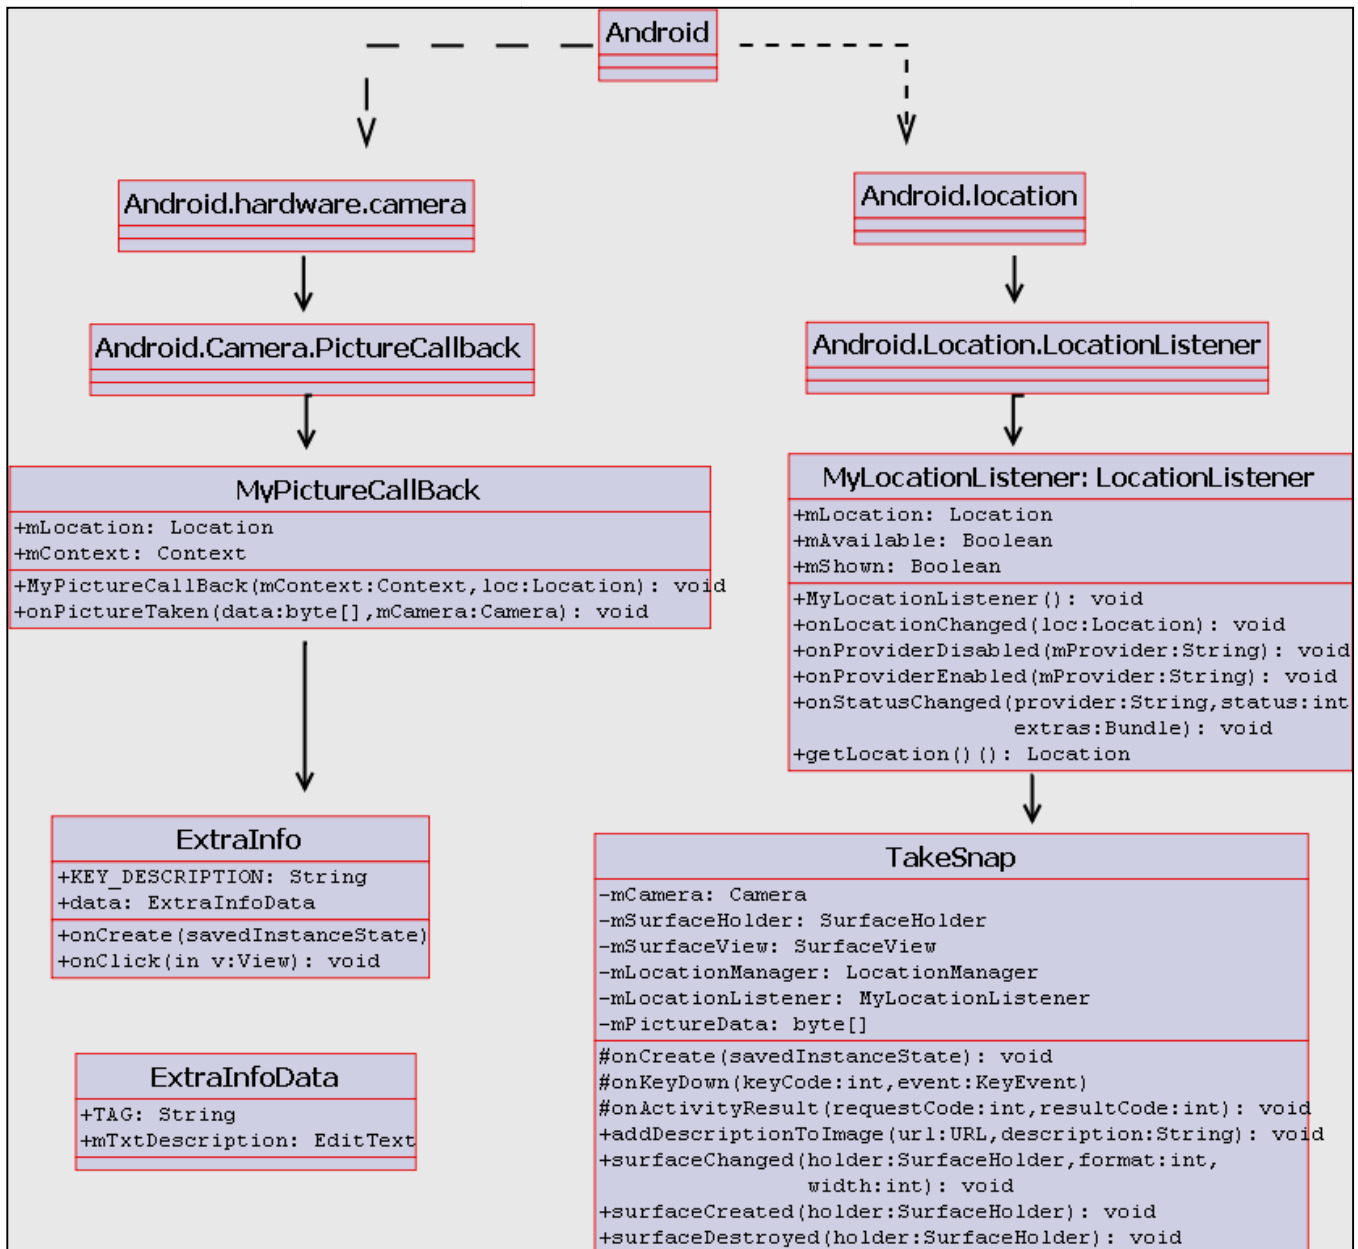 Android
Android.hardware.camera
Android.location
Android.Camera.PictureCallback
Android.Location.LocationListener
MyPictureCallBack
+mLocation: Location
+mContext: Context
+MyPictureCallBack(mContext:Context,loc:Location): void
+onPictureTaken(data:byte[],mCamera:Camera): void
MyLocationListener: LocationListener
+mLocation: Location
+mAvailable: Boolean
+mShown: Boolean
+MyLocationListener(): void
+onLocationChanged(loc:Location): void
+onProviderDisabled(mProvider:String): void
+onProviderEnabled(mProvider:String): void
+onStatusChanged(provider:String,status:int
extras:Bundle): void
+getLocation()(): Location
ExtraInfo
+KEY_DESCRIPTION: String
+data: ExtraInfoData
+onCreate(savedInstanceState)
+onClick(in v:View): void
ExtraInfoData
+TAG: String
+mTxtDescription: EditText
TakeSnap
-mCamera: Camera
-mSurfaceHolder: SurfaceHolder
-mSurfaceView: SurfaceView
-mLocationManager: LocationManager
-mLocationListener: MyLocationListener
-mPictureData: byte[]
#onCreate(savedInstanceState): void
#onKeyDown(keyCode:int,event:KeyEvent)
#onActivityResult(requestCode:int,resultCode:int): void
+addDescriptionToImage(url:URL,description:String): void
+surfaceChanged(holder:SurfaceHolder,format:int,
width:int): void
+surfaceCreated(holder:SurfaceHolder): void
+surfaceDestroyed(holder:SurfaceHolder): void